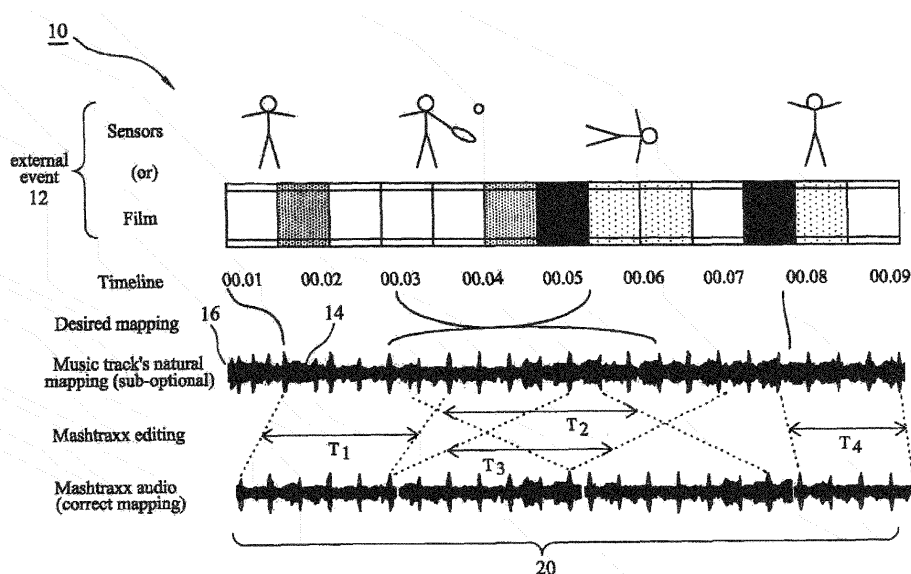 10
Sensors
external event 12
(or)
Film
Timeline 00.01 00.02 00.03 00.04 00.05 00.06 00.07 00.08 00.09
Desired mapping
16 14
Music track's natural
mapping (sub-optional)
T2
Mashtraxx editing
T1 T3 T4
Mashtraxx audio
(correct mapping)
20